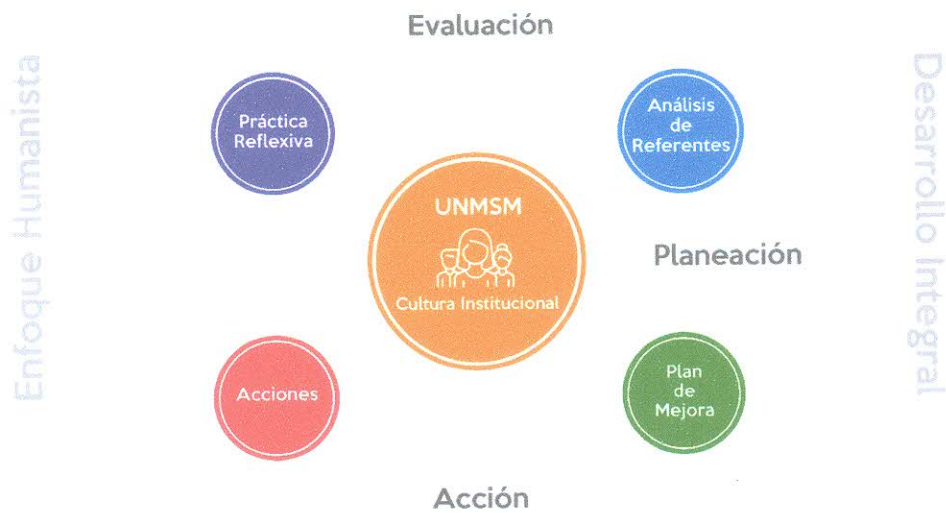 Evaluación
Enfoque Humanista
Desarrollo Integral
Práctica
Reflexiva
Análisis
de
Referentes
UNMSM
Cultura Institucional
Planeación
Acciones
Plan
de
Mejora
Acción